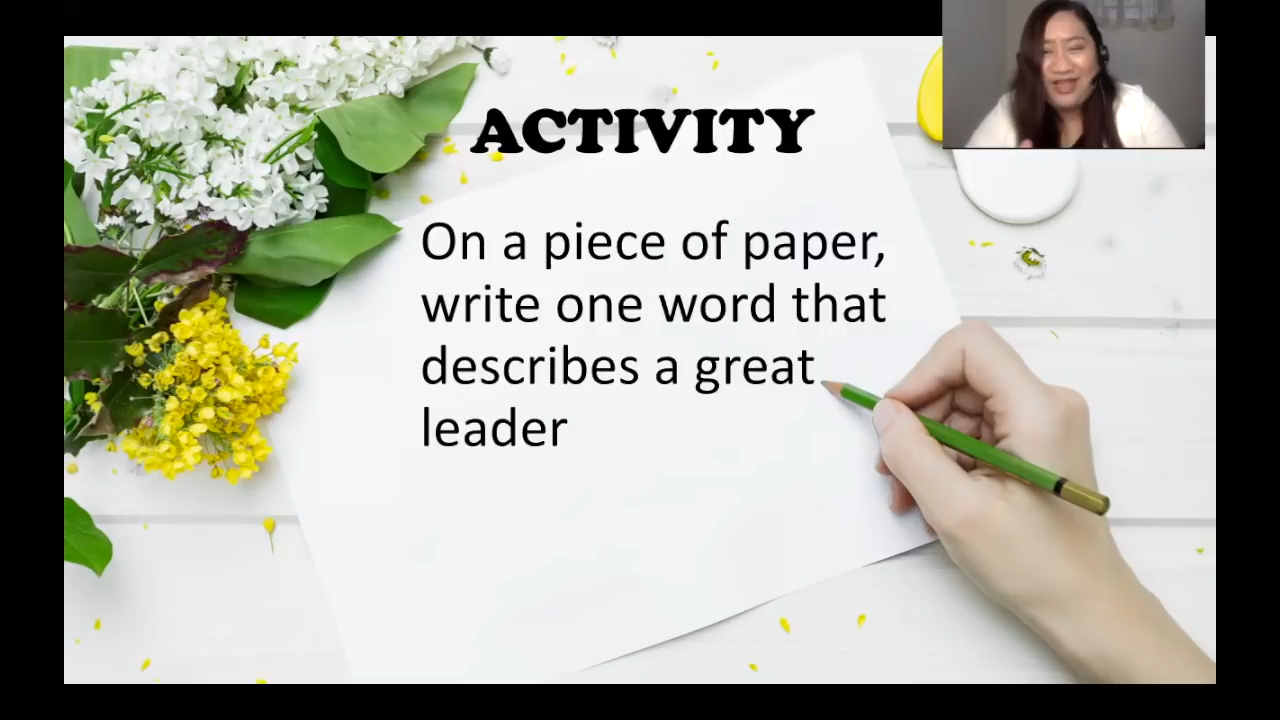 ACTIVITY
On a piece of paper,
write one word that
describes a great
leader